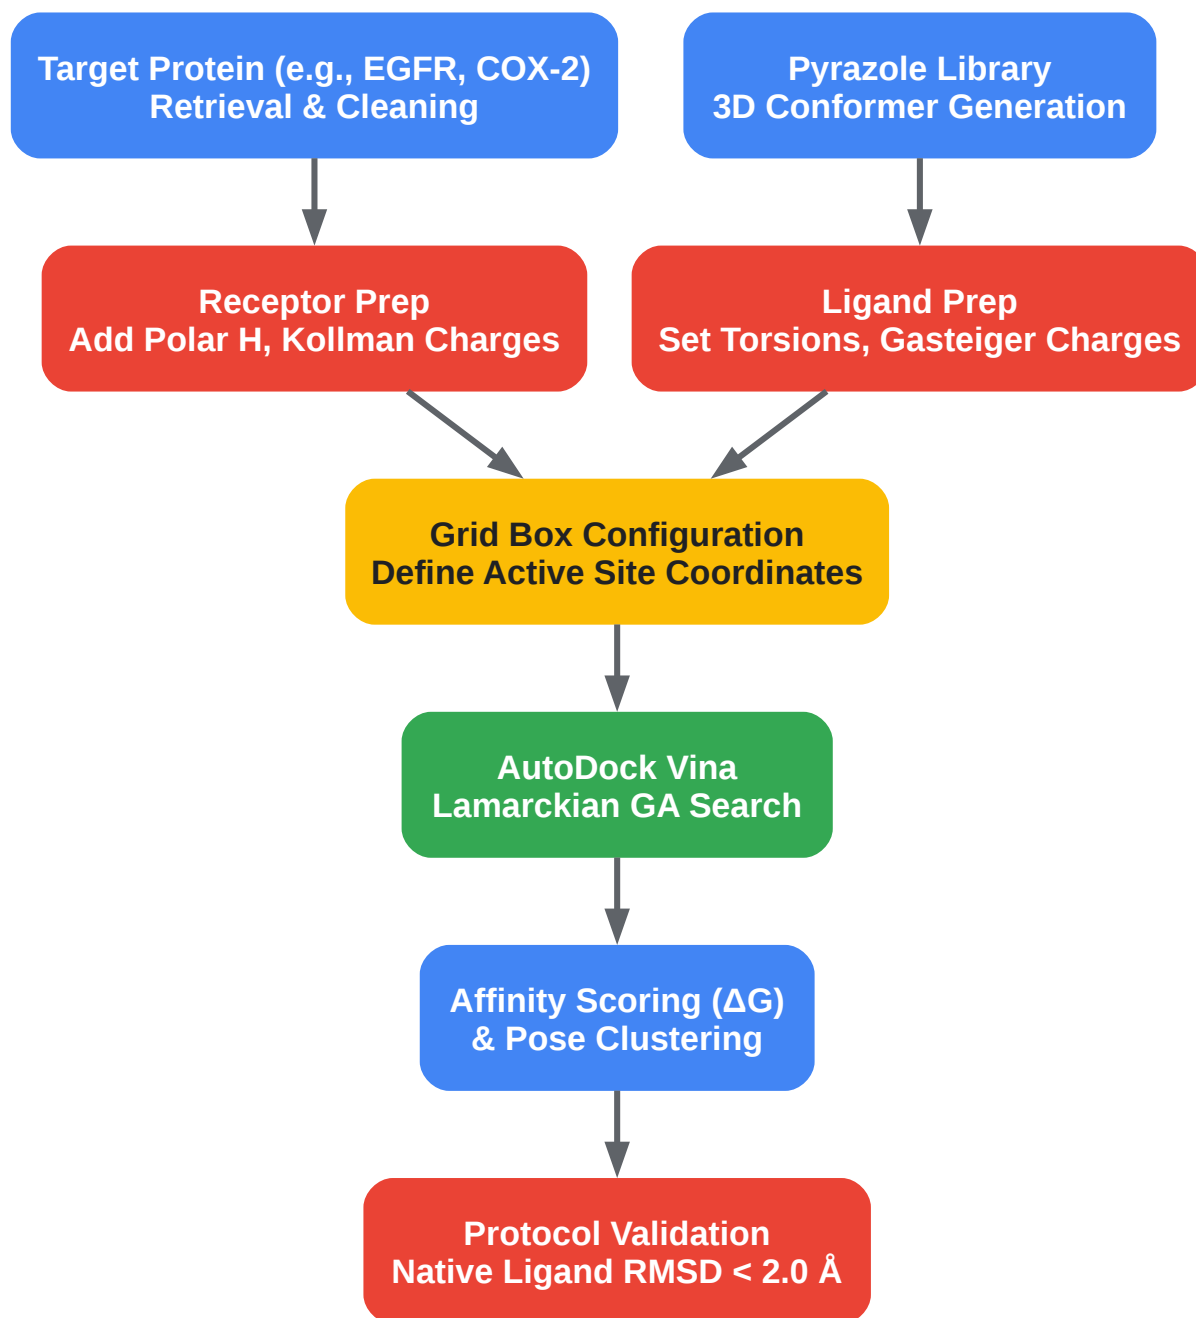 Target Protein (e.g., EGFR, COX-2)
Retrieval & Cleaning
Pyrazole Library
3D Conformer Generation
Receptor Prep
Add Polar H, Kollman Charges
Ligand Prep
Set Torsions, Gasteiger Charges
Grid Box Configuration
Define Active Site Coordinates
AutoDock Vina
Lamarckian GA Search
Affinity Scoring (ΔG)
& Pose Clustering
Protocol Validation
Native Ligand RMSD < 2.0 Å